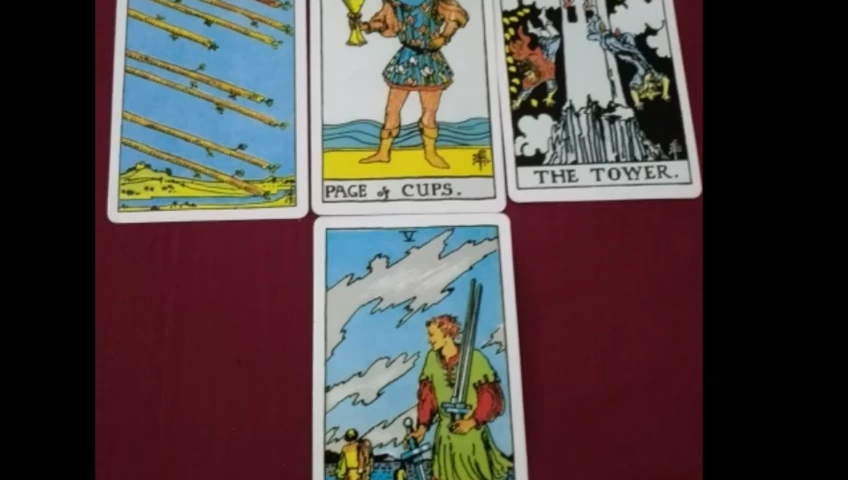 PAGE of CUPS.
THE TOWER.
V